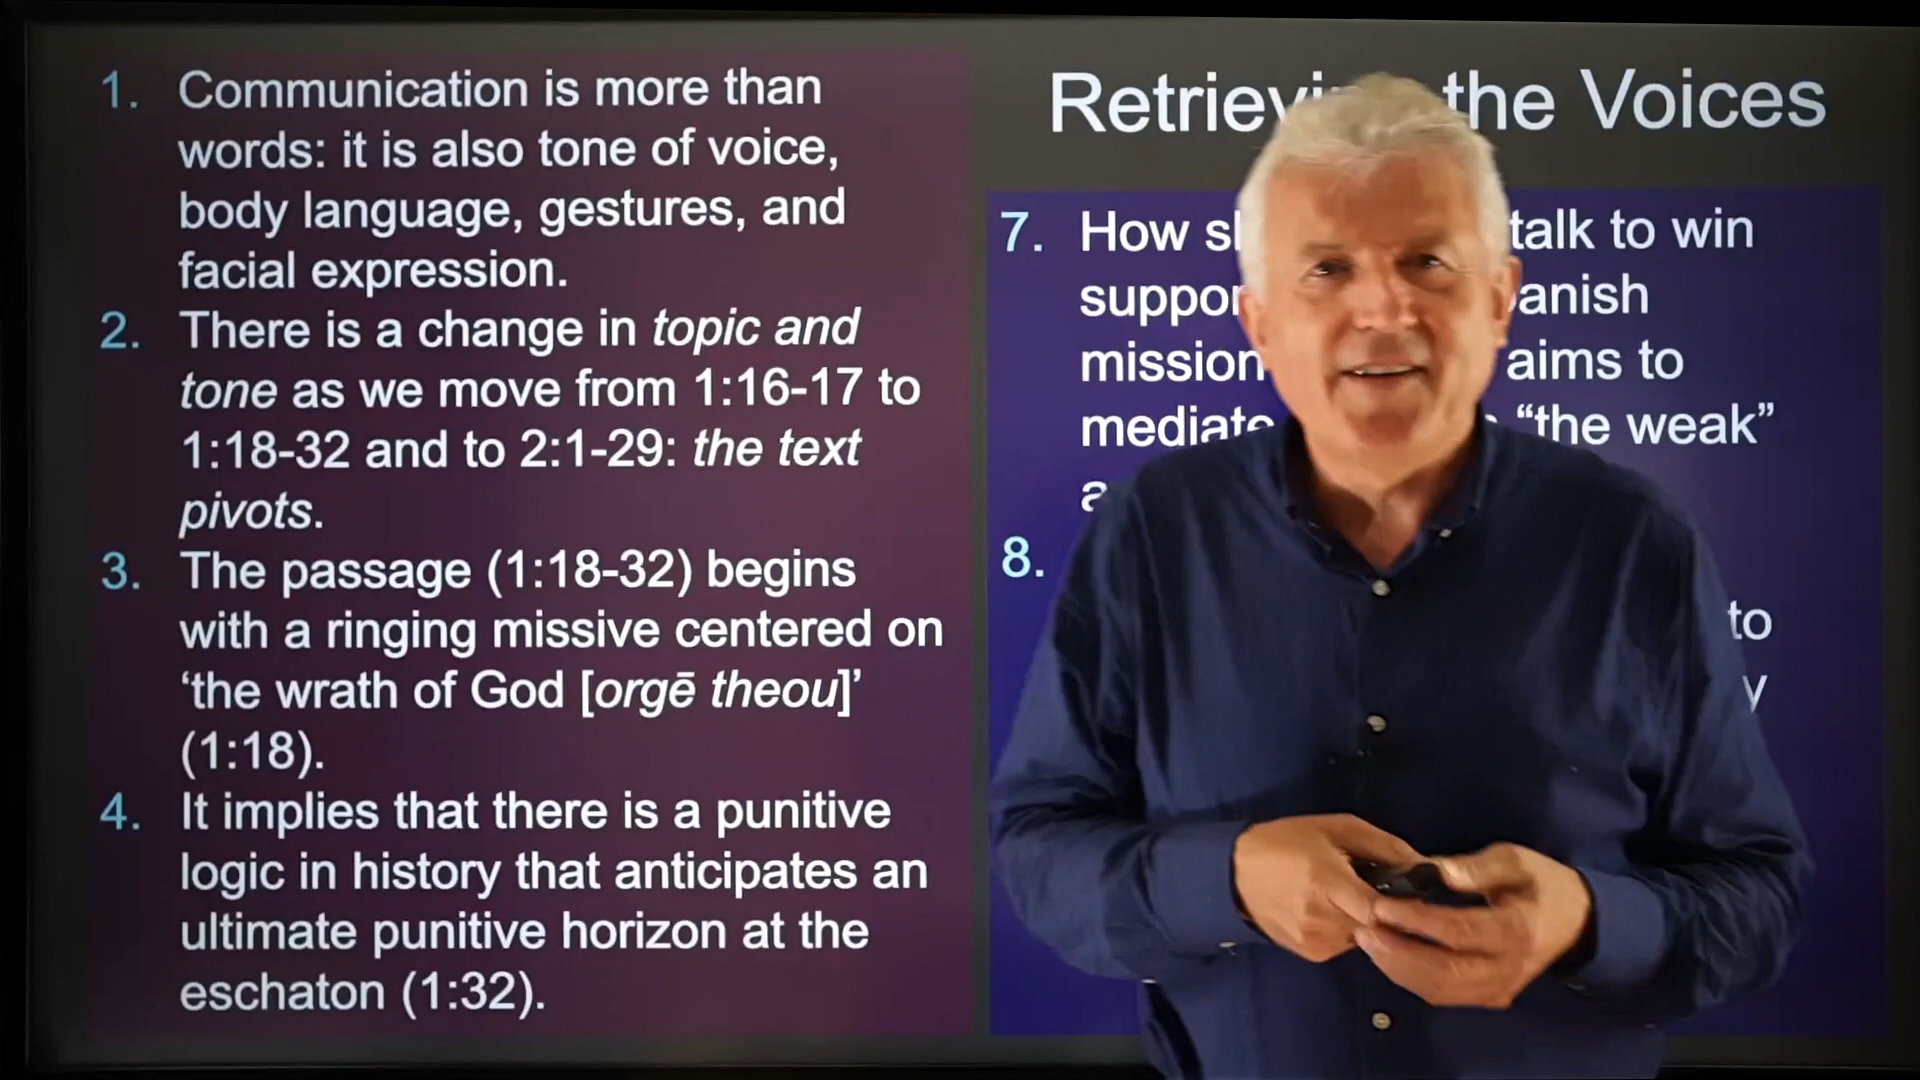 1. Communication is more than
words: it is also tone of voice,
body language, gestures, and
facial expression.
2. There is a change in topic and
tone as we move from 1:16-17 to
1:18-32 and to 2:1-29: the text
pivots.
3. The passage (1:18-32) begins
with a ringing missive centered on
‘the wrath of God [orgē theou]’
(1:18).
4. It implies that there is a punitive
logic in history that anticipates an
ultimate punitive horizon at the
eschaton (1:32).
the Voices
7. How talk to win
mission aims to
“the weak”
8.
to